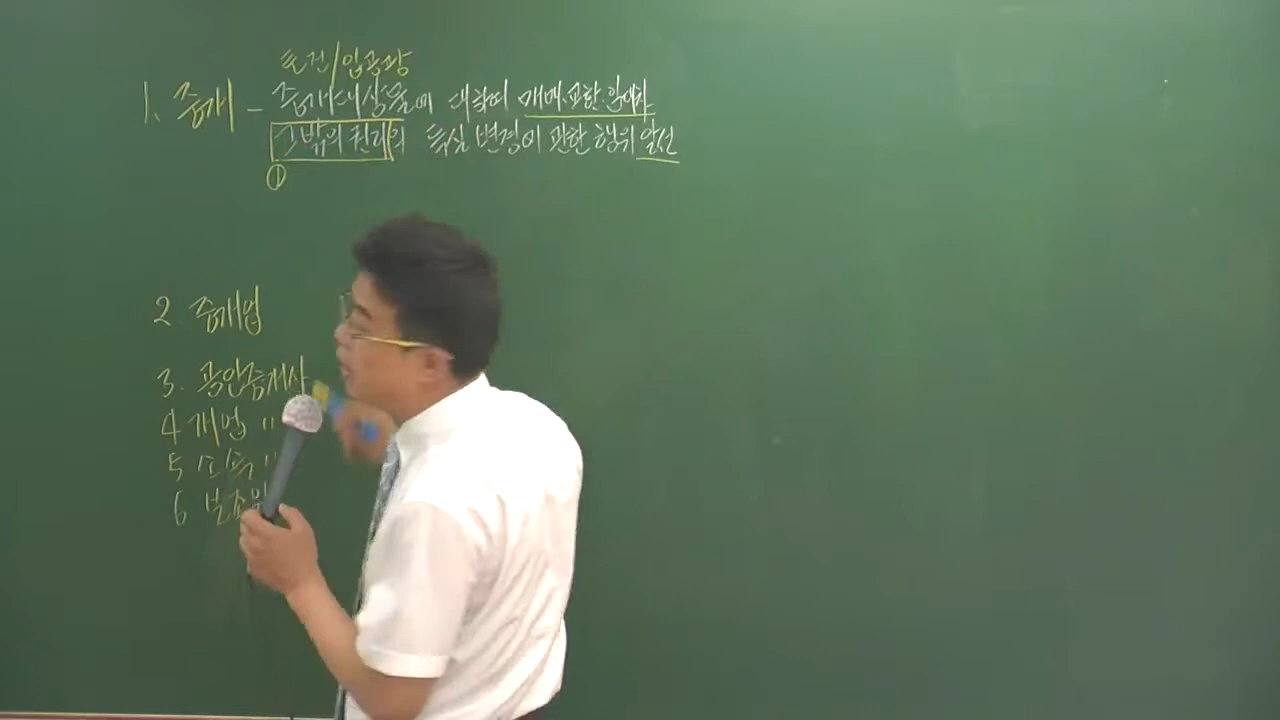 토건/입공광
1. 중개 - 중개대상물에 대하여 매매·교환·임대차
그밖의 권리의 득실변경에 관한 행위 알선
①
2. 중개업
3. 공인중개사
4 개업 "
5 소속 "
6 보조원